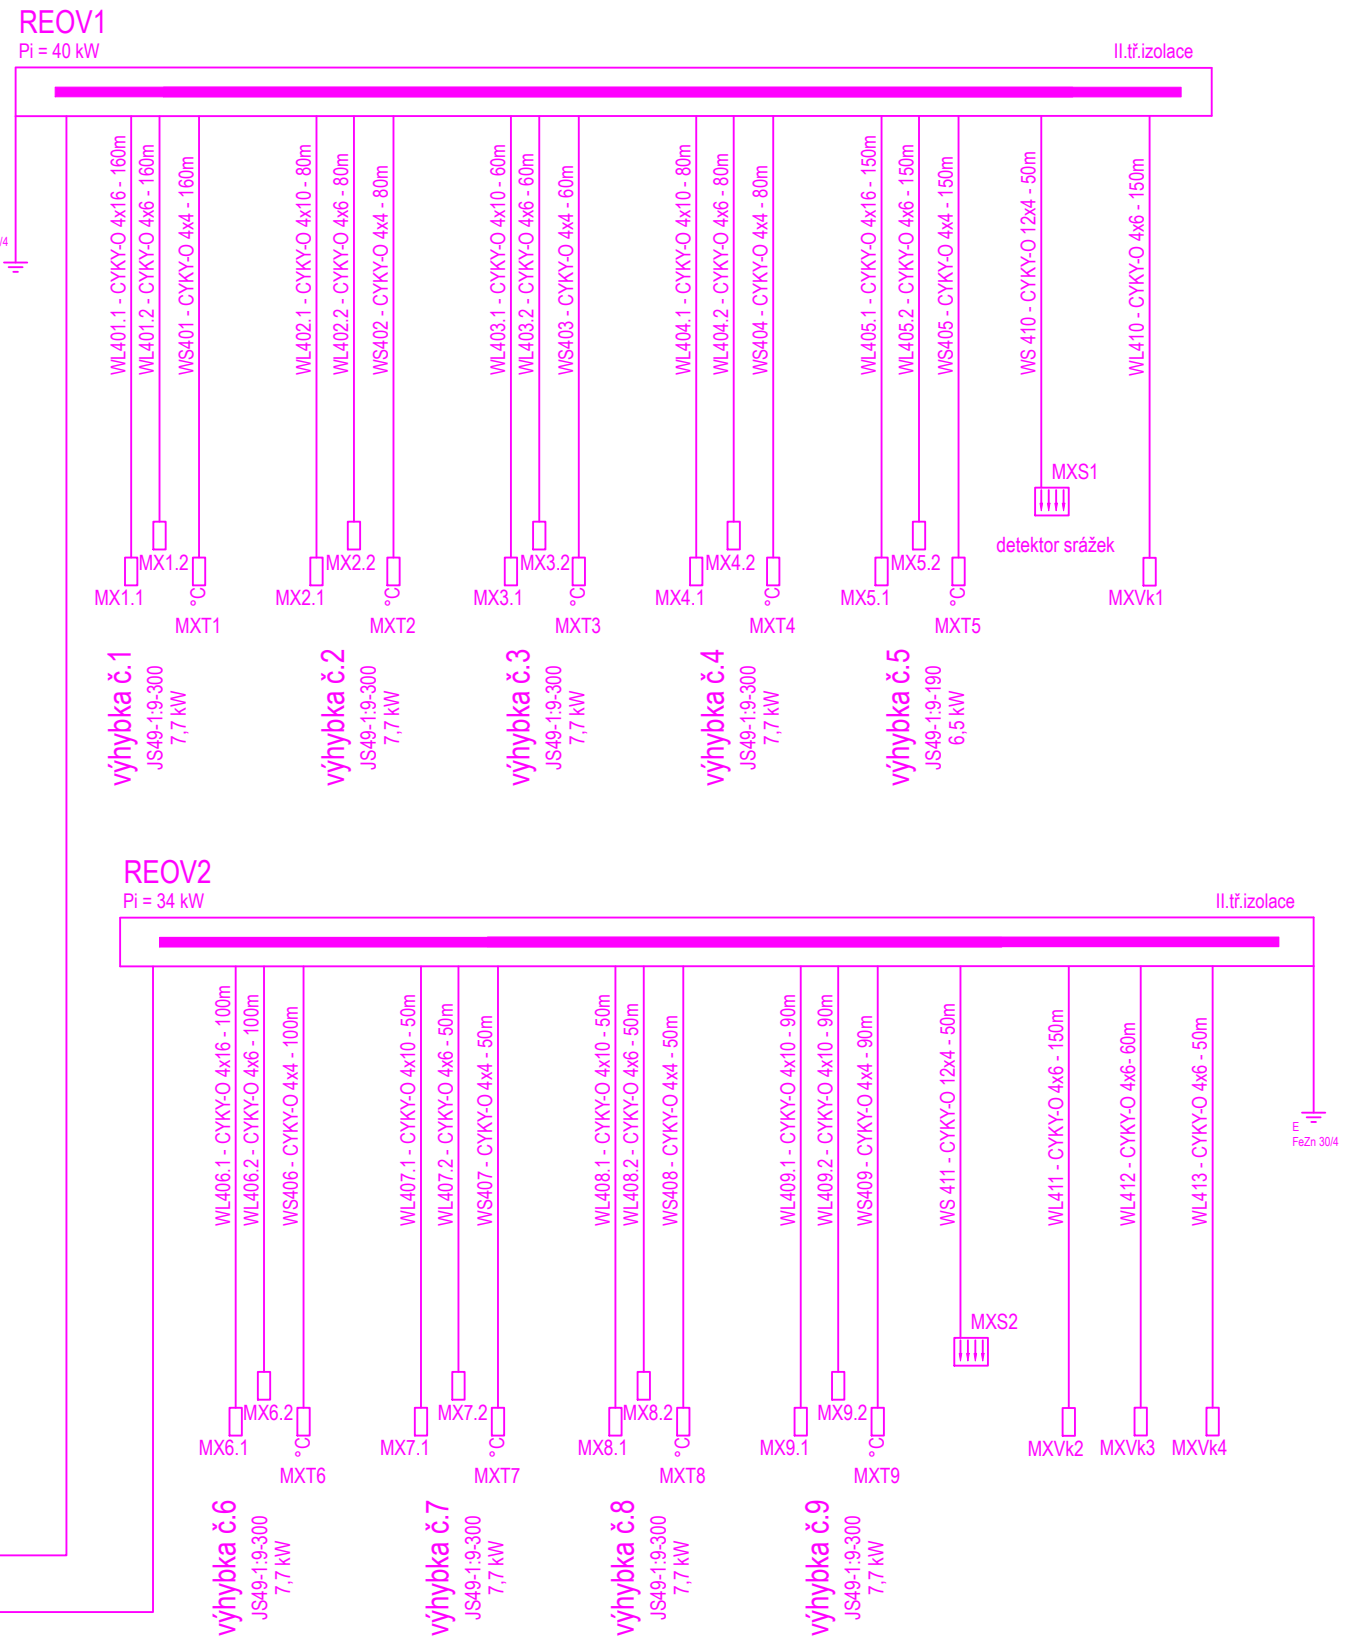 REOV1
Pi = 40 kW
II.tř.izolace
/4
WL401.1 - CYKY-O 4x16 - 160m
WL401.2 - CYKY-O 4x6 - 160m
WS401 - CYKY-O 4x4 - 160m
WL402.1 - CYKY-O 4x10 - 80m
WL402.2 - CYKY-O 4x6 - 80m
WS402 - CYKY-O 4x4 - 80m
WL403.1 - CYKY-O 4x10 - 60m
WL403.2 - CYKY-O 4x6 - 60m
WS403 - CYKY-O 4x4 - 60m
WL404.1 - CYKY-O 4x10 - 80m
WL404.2 - CYKY-O 4x6 - 80m
WS404 - CYKY-O 4x4 - 80m
WL405.1 - CYKY-O 4x16 - 150m
WL405.2 - CYKY-O 4x6 - 150m
WS405 - CYKY-O 4x4 - 150m
WS 410 - CYKY-O 12x4 - 50m
WL410 - CYKY-O 4x6 - 150m
MXS1
detektor srážek
MX1.2
MX2.2
MX3.2
MX4.2
MX5.2
MX1.1
°C
MX2.1
°C
MX3.1
°C
MX4.1
°C
MX5.1
°C
MXVk1
MXT1
MXT2
MXT3
MXT4
MXT5
výhybka č.1
JS49-1:9-300
7,7 kW
výhybka č.2
JS49-1:9-300
7,7 kW
výhybka č.3
JS49-1:9-300
7,7 kW
výhybka č.4
JS49-1:9-300
7,7 kW
výhybka č.5
JS49-1:9-190
6,5 kW
REOV2
Pi = 34 kW
II.tř.izolace
WL406.1 - CYKY-O 4x16 - 100m
WL406.2 - CYKY-O 4x6 - 100m
WS406 - CYKY-O 4x4 - 100m
WL407.1 - CYKY-O 4x10 - 50m
WL407.2 - CYKY-O 4x6 - 50m
WS407 - CYKY-O 4x4 - 50m
WL408.1 - CYKY-O 4x10 - 50m
WL408.2 - CYKY-O 4x6 - 50m
WS408 - CYKY-O 4x4 - 50m
WL409.1 - CYKY-O 4x10 - 90m
WL409.2 - CYKY-O 4x10 - 90m
WS409 - CYKY-O 4x4 - 90m
WS 411 - CYKY-O 12x4 - 50m
WL411 - CYKY-O 4x6 - 150m
WL412 - CYKY-O 4x6- 60m
WL413 - CYKY-O 4x6 - 50m
E
FeZn 30/4
MXS2
MX6.2
MX7.2
MX8.2
MX9.2
MX6.1
°C
MX7.1
°C
MX8.1
°C
MX9.1
°C
MXVk2
MXVk3
MXVk4
MXT6
MXT7
MXT8
MXT9
výhybka č.6
JS49-1:9-300
7,7 kW
výhybka č.7
JS49-1:9-300
7,7 kW
výhybka č.8
JS49-1:9-300
7,7 kW
výhybka č.9
JS49-1:9-300
7,7 kW